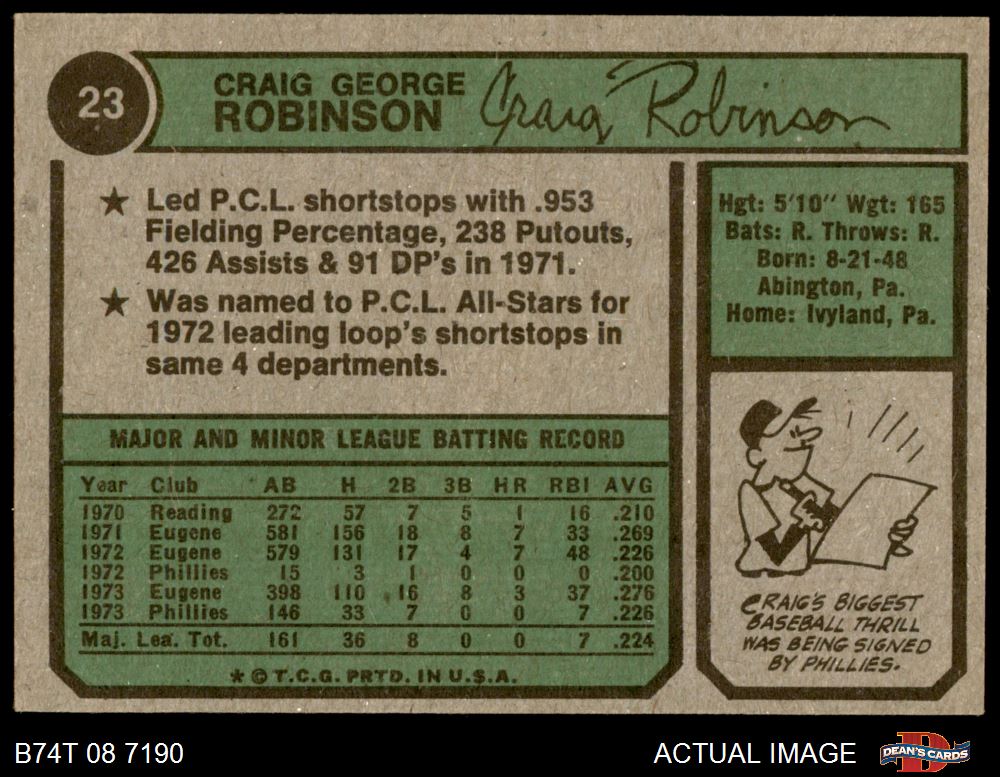 23
CRAIG GEORGE
ROBINSON
Craig Robinson
★ Led P.C.L. shortstops with .953
Fielding Percentage, 238 Putouts,
426 Assists & 91 DP's in 1971.
★ Was named to P.C.L. All-Stars for
1972 leading loop's shortstops in
same 4 departments.
Hgt: 5'10" Wgt: 165
Bats: R. Throws: R.
Born: 8-21-48
Abington, Pa.
Home: Ivyland, Pa.
MAJOR AND MINOR LEAGUE BATTING RECORD
Year Club AB H 2B 3B HR RBI AVG
1970 Reading 272 57 7 5 1 16 .210
1971 Eugene 581 156 18 8 7 33 .269
1972 Eugene 579 131 17 4 7 48 .226
1972 Phillies 15 3 1 0 0 0 .200
1973 Eugene 398 110 16 8 3 37 .276
1973 Phillies 146 33 7 0 0 7 .226
Maj. Lea. Tot. 161 36 8 0 0 7 .224
★ © T.C.G. PRTD. IN U.S.A.
CRAIG'S BIGGEST
BASEBALL THRILL
WAS BEING SIGNED
BY PHILLIES.
B74T 08 7190
ACTUAL IMAGE
DEAN'S CARDS